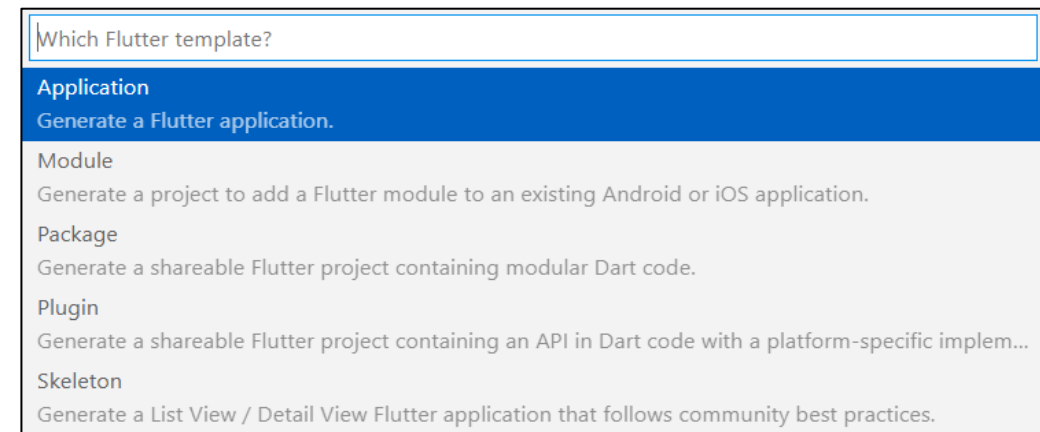 Which Flutter template?
Application
Generate a Flutter application.
Module
Generate a project to add a Flutter module to an existing Android or iOS application.
Package
Generate a shareable Flutter project containing modular Dart code.
Plugin
Generate a shareable Flutter project containing an API in Dart code with a platform-specific implem...
Skeleton
Generate a List View / Detail View Flutter application that follows community best practices.